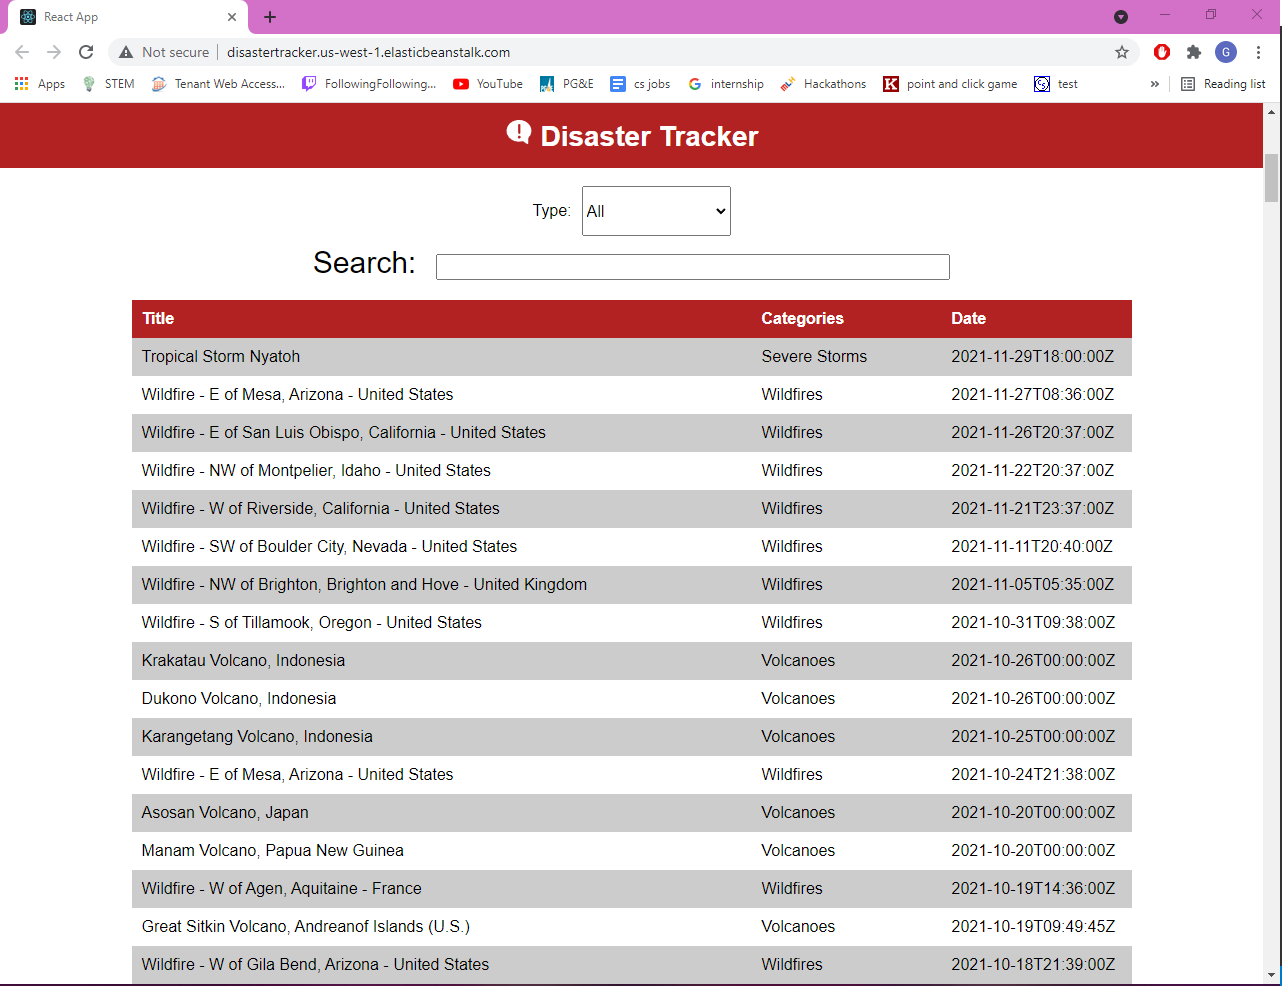 React App
Not secure disastertracker.us-west-1.elasticbeanstalk.com
G
Apps STEM Tenant Web Access... FollowingFollowing... YouTube PG&E cs jobs internship Hackathons point and click game test » Reading list
Disaster Tracker
Type: All
Search:
Title Categories Date
Tropical Storm Nyatoh Severe Storms 2021-11-29T18:00:00Z
Wildfire - E of Mesa, Arizona - United States Wildfires 2021-11-27T08:36:00Z
Wildfire - E of San Luis Obispo, California - United States Wildfires 2021-11-26T20:37:00Z
Wildfire - NW of Montpelier, Idaho - United States Wildfires 2021-11-22T20:37:00Z
Wildfire - W of Riverside, California - United States Wildfires 2021-11-21T23:37:00Z
Wildfire - SW of Boulder City, Nevada - United States Wildfires 2021-11-11T20:40:00Z
Wildfire - NW of Brighton, Brighton and Hove - United Kingdom Wildfires 2021-11-05T05:35:00Z
Wildfire - S of Tillamook, Oregon - United States Wildfires 2021-10-31T09:38:00Z
Krakatau Volcano, Indonesia Volcanoes 2021-10-26T00:00:00Z
Dukono Volcano, Indonesia Volcanoes 2021-10-26T00:00:00Z
Karangetang Volcano, Indonesia Volcanoes 2021-10-25T00:00:00Z
Wildfire - E of Mesa, Arizona - United States Wildfires 2021-10-24T21:38:00Z
Asosan Volcano, Japan Volcanoes 2021-10-20T00:00:00Z
Manam Volcano, Papua New Guinea Volcanoes 2021-10-20T00:00:00Z
Wildfire - W of Agen, Aquitaine - France Wildfires 2021-10-19T14:36:00Z
Great Sitkin Volcano, Andreanof Islands (U.S.) Volcanoes 2021-10-19T09:49:45Z
Wildfire - W of Gila Bend, Arizona - United States Wildfires 2021-10-18T21:39:00Z